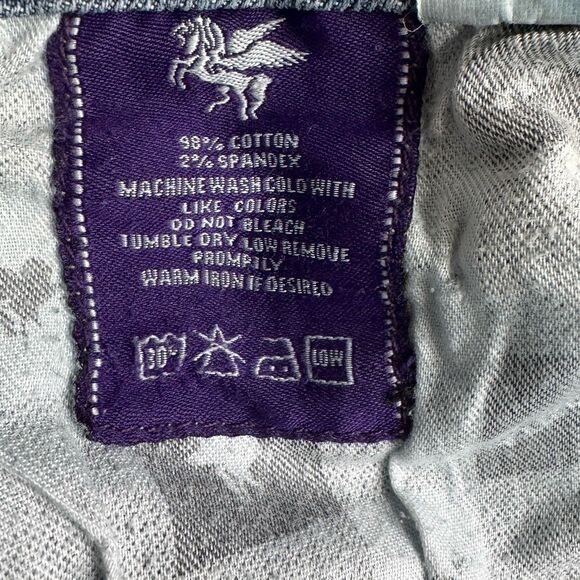 98% COTTON
2% SPANDEX
MACHINE WASH COLD WITH
LIKE COLORS
DO NOT BLEACH
TUMBLE DRY LOW REMOVE
PROMPTLY
WARM IRON IF DESIRED
30° LOW